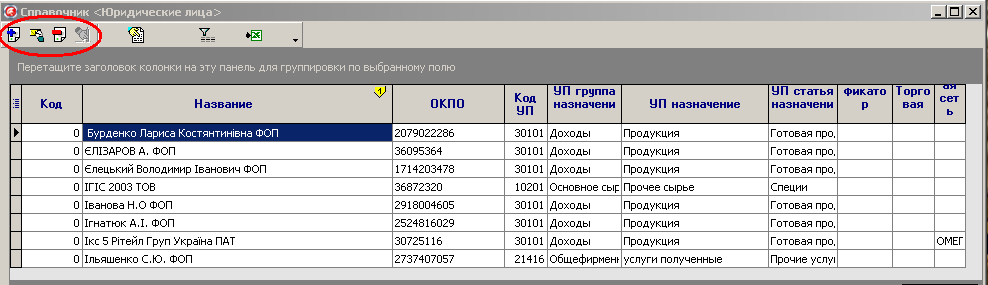 Справочник <Юридические лица>
Перетащите заголовок колонки на эту панель для группировки по выбранному полю
Код Название 1 ОКПО Код УП УП группа назначени УП назначение УП статья назначени фикато р Торго вая ая сет ь
0 Бурденко Лариса Костянтинівна ФОП 2079022286 30101 Доходы Продукция Готовая про,
0 ЄЛІЗАРОВ А. ФОП 36095364 30101 Доходы Продукция Готовая про,
0 Єлецький Володимир Іванович ФОП 1714203478 30101 Доходы Продукция Готовая про,
0 ІГІС 2003 ТОВ 36872320 10201 Основное сыр Прочее сырье Специи
0 Іванова Н.О ФОП 2918004605 30101 Доходы Продукция Готовая про,
0 Ігнатюк А.І. ФОП 2524816029 30101 Доходы Продукция Готовая про,
0 Ікс 5 Рітейл Груп Україна ПАТ 30725116 30101 Доходы Продукция Готовая про, ОМЕГ
0 Ільяшенко С.Ю. ФОП 2737407057 21416 Общефирменн услуги полученные Прочие услуг